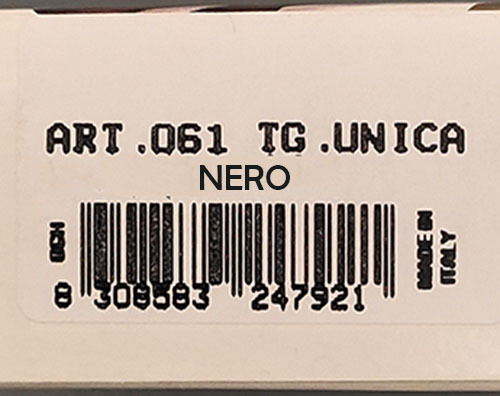 ART.061 TG.UNICA
NERO
8 308583 247921
MADE IN
ITALY